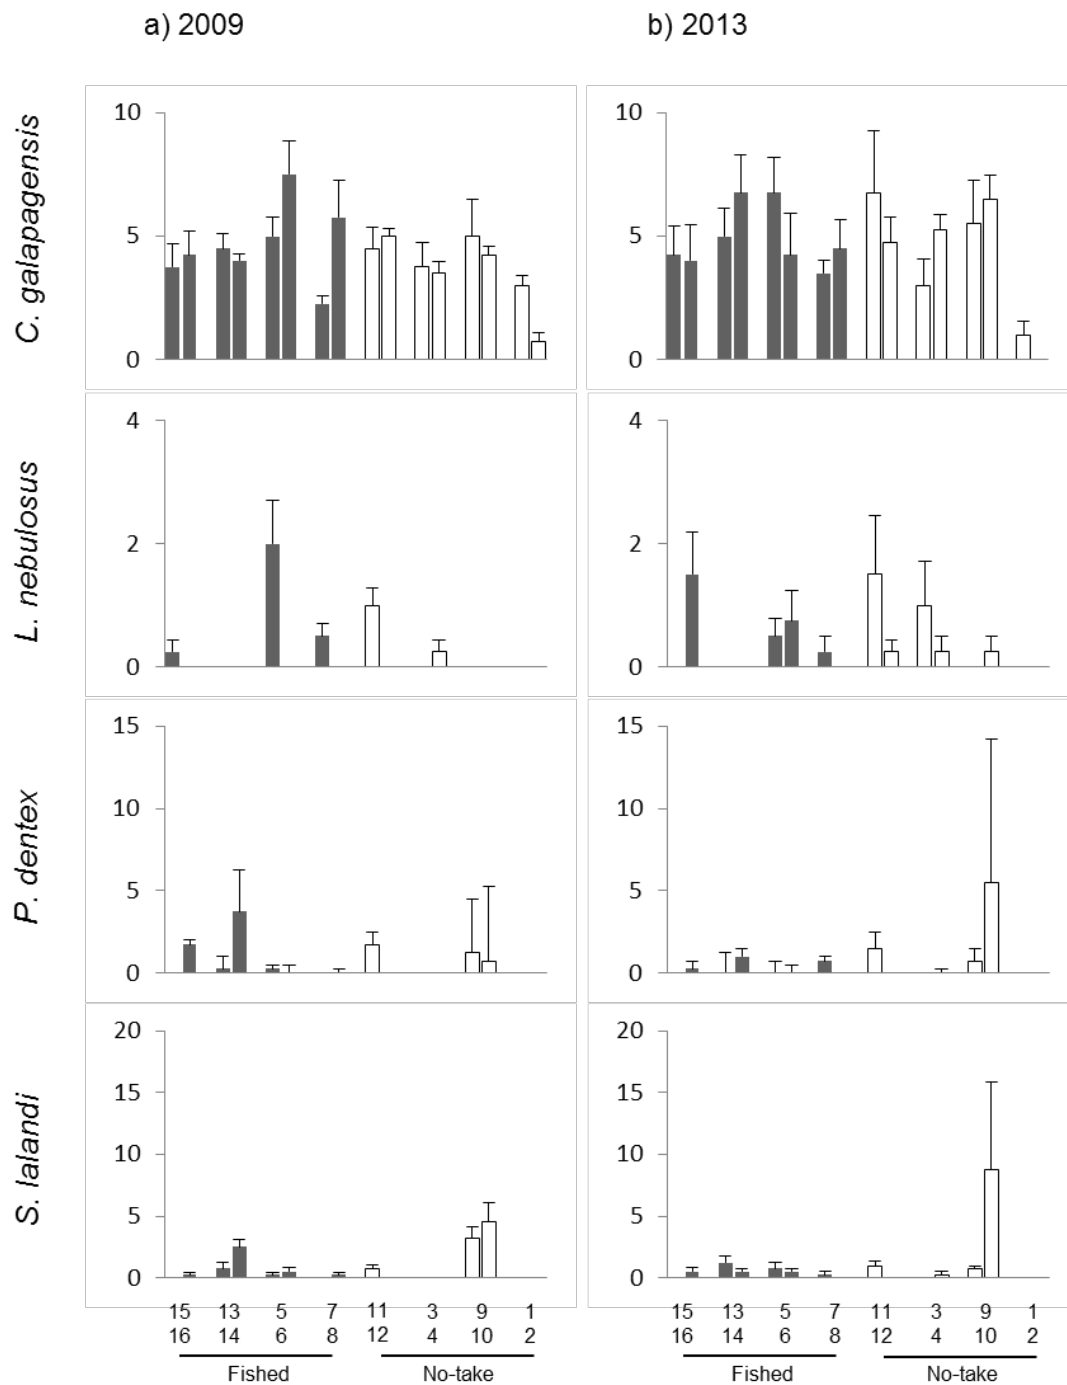 a) 2009 b) 2013
C. galapagensis
10 10
5 5
0 0
L. nebulosus
4 4
2 2
0 0
P. dentex
15 15
10 10
5 5
0 0
S. lalandi
20 20
15 15
10 10
5 5
0 0
15 13 5 7 11 3 9 1 15 13 5 7 11 3 9 1
16 14 6 8 12 4 10 2 16 14 6 8 12 4 10 2
Fished No-take Fished No-take